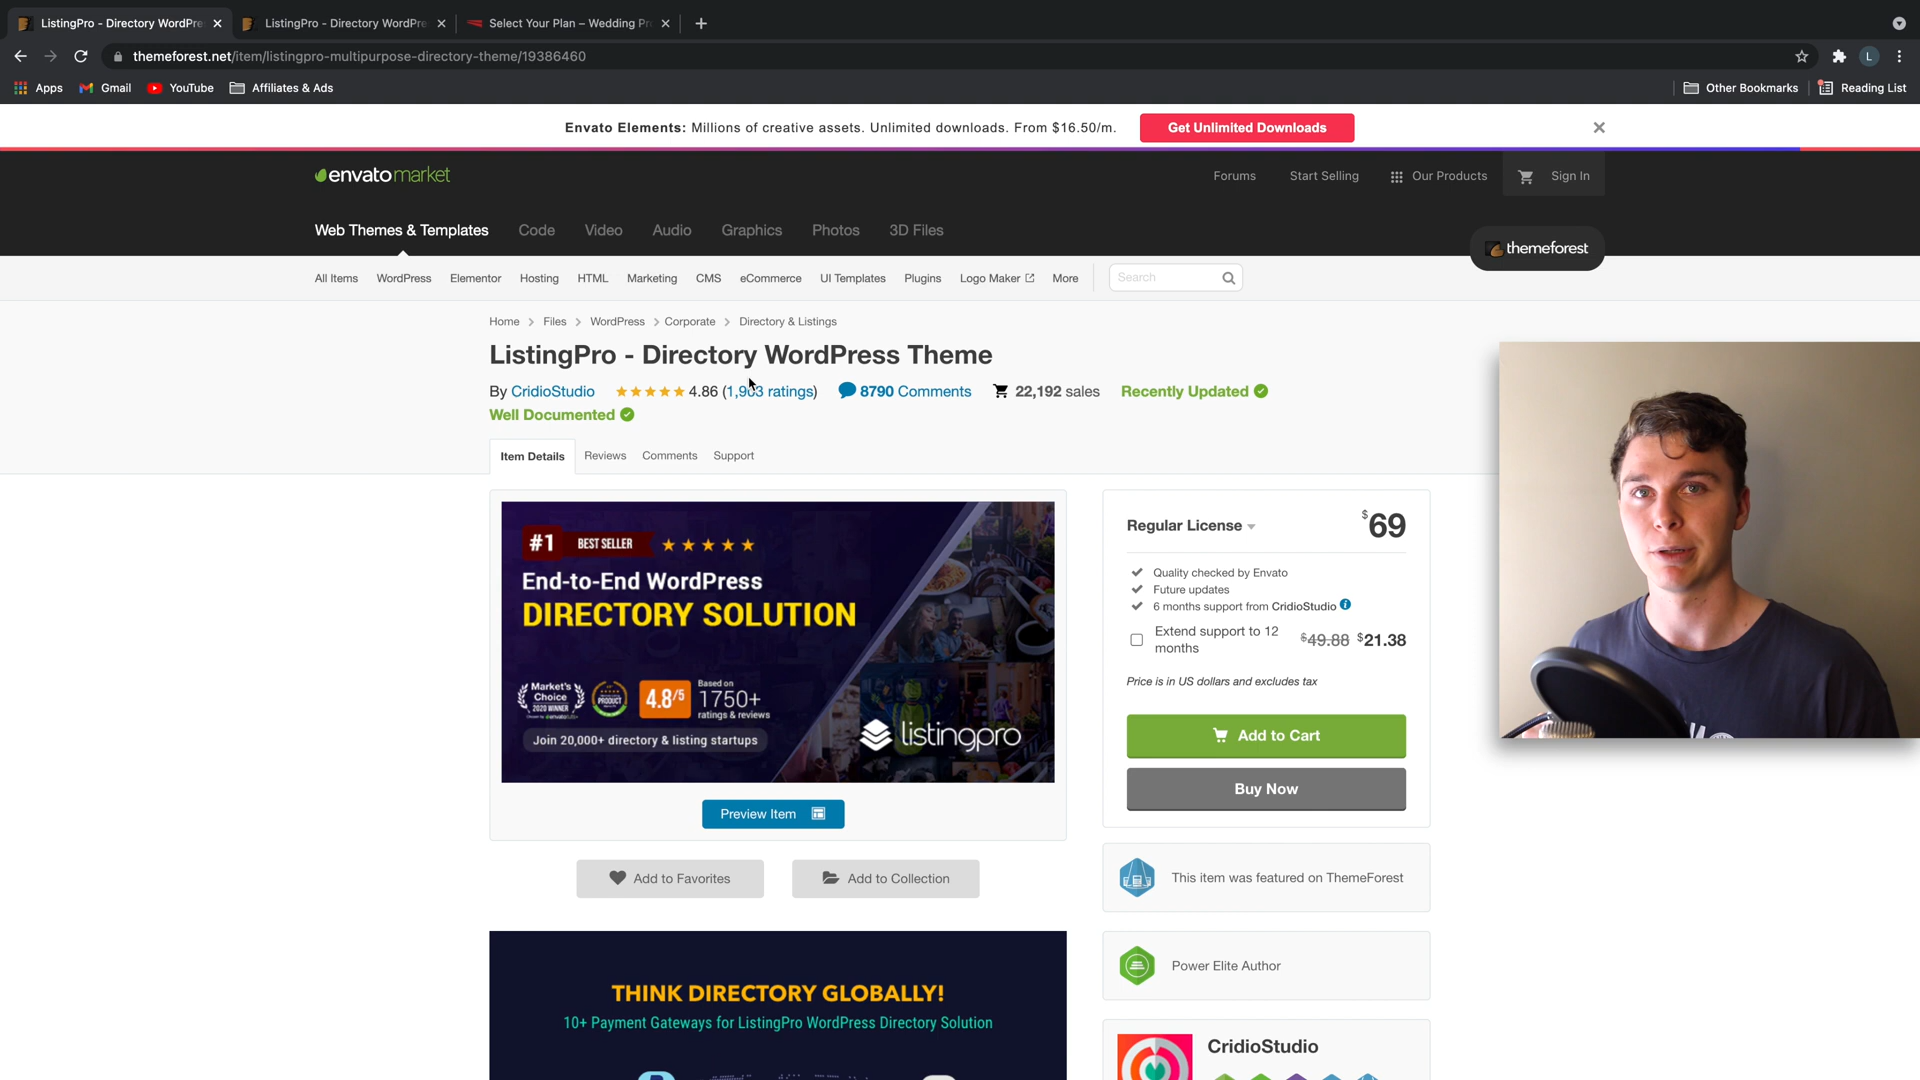 ListingPro - Directory WordPre
ListingPro - Directory WordPre
Select Your Plan – Wedding Pr
themeforest.net/item/listingpro-multipurpose-directory-theme/19386460
L
Apps
Gmail
YouTube
Affiliates & Ads
Other Bookmarks
Reading List
Envato Elements: Millions of creative assets. Unlimited downloads. From $16.50/m.
Get Unlimited Downloads
envatomarket
Forums
Start Selling
Our Products
Sign In
Web Themes & Templates
Code
Video
Audio
Graphics
Photos
3D Files
themeforest
All Items
WordPress
Elementor
Hosting
HTML
Marketing
CMS
eCommerce
UI Templates
Plugins
Logo Maker
More
Search
Home > Files > WordPress > Corporate > Directory & Listings
ListingPro - Directory WordPress Theme
By CridioStudio
4.86 (1,903 ratings)
8790 Comments
22,192 sales
Recently Updated
Well Documented
Item Details
Reviews
Comments
Support
#1 BEST SELLER
End-to-End WordPress
DIRECTORY SOLUTION
Market's Choice
2020 WINNER
PRODUCT
4.8/5
Based on
1750+
ratings & reviews
Join 20,000+ directory & listing startups
listingpro
Preview Item
Add to Favorites
Add to Collection
Regular License
$69
Quality checked by Envato
Future updates
6 months support from CridioStudio
Extend support to 12
months
$49.88 $21.38
Price is in US dollars and excludes tax
Add to Cart
Buy Now
This item was featured on ThemeForest
Power Elite Author
CridioStudio
THINK DIRECTORY GLOBALLY!
10+ Payment Gateways for ListingPro WordPress Directory Solution